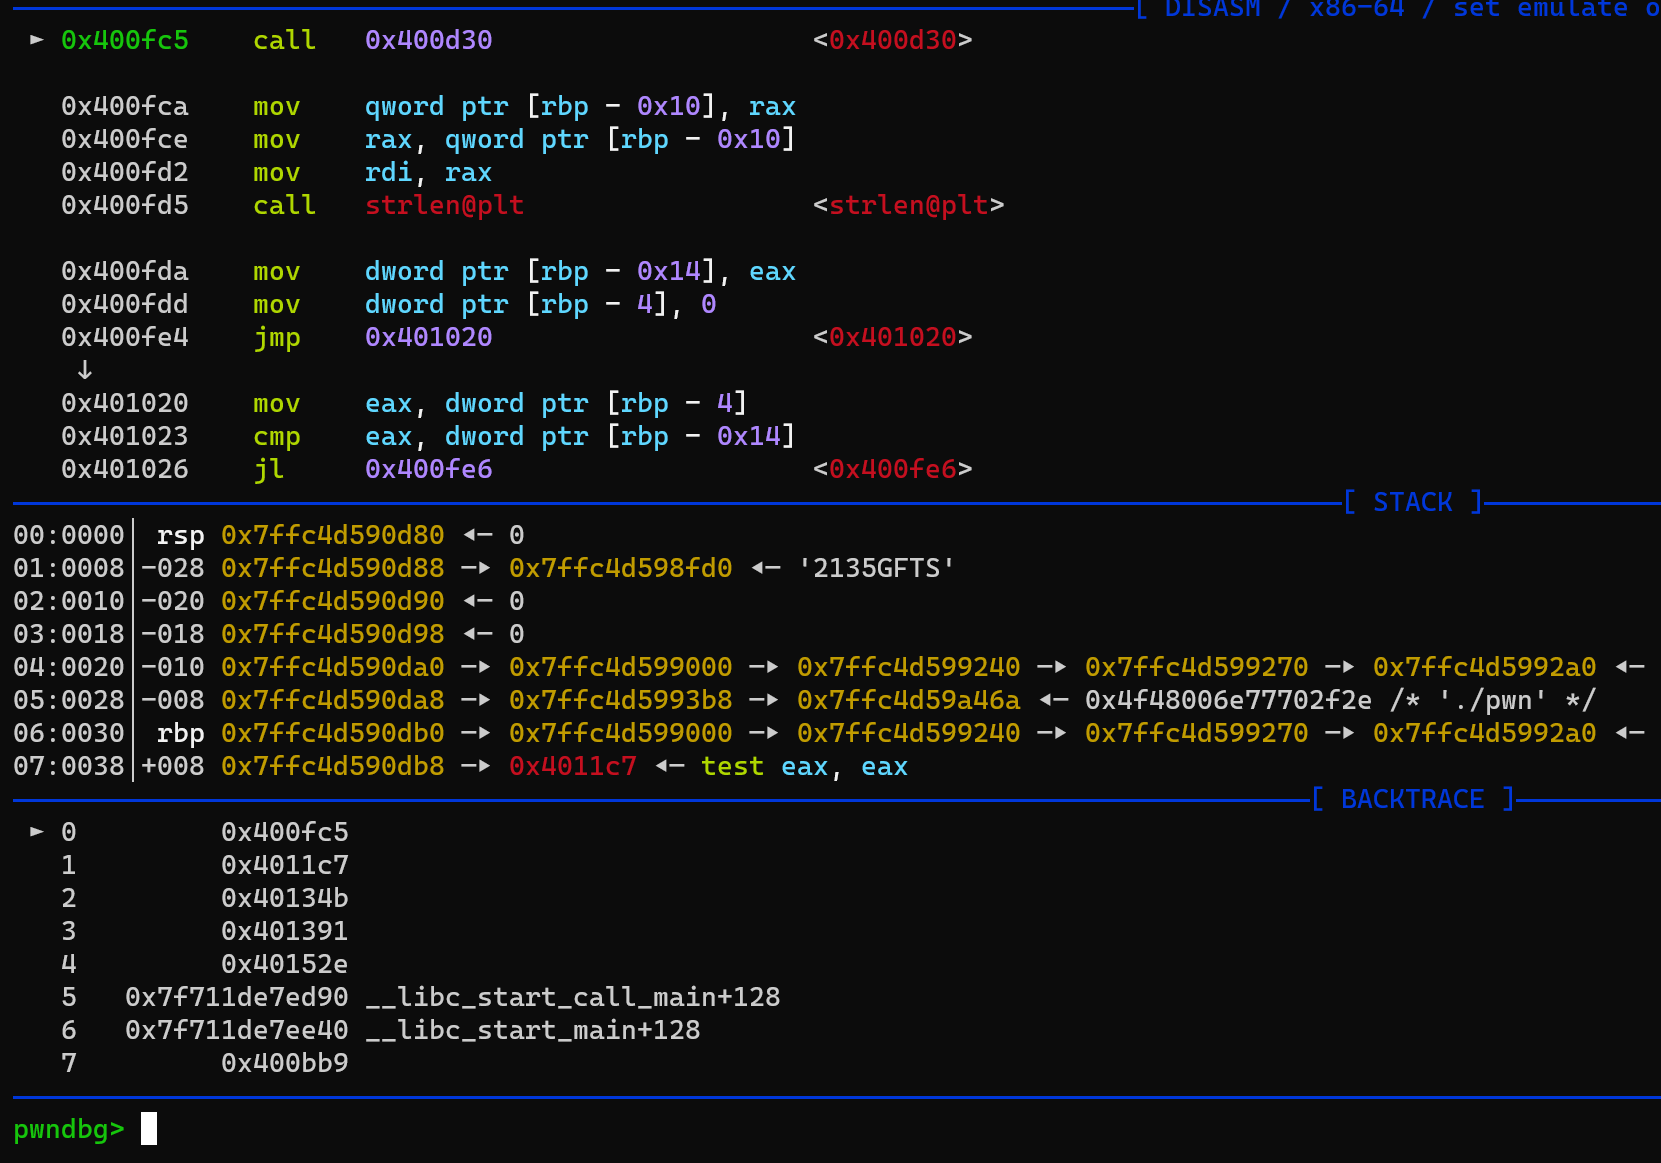 [ DISASM / x86-64 / set emulate o
► 0x400fc5    call   0x400d30                    <0x400d30>
0x400fca    mov    qword ptr [rbp - 0x10], rax
0x400fce    mov    rax, qword ptr [rbp - 0x10]
0x400fd2    mov    rdi, rax
0x400fd5    call   strlen@plt                  <strlen@plt>
0x400fda    mov    dword ptr [rbp - 0x14], eax
0x400fdd    mov    dword ptr [rbp - 4], 0
0x400fe4    jmp    0x401020                    <0x401020>
↓
0x401020    mov    eax, dword ptr [rbp - 4]
0x401023    cmp    eax, dword ptr [rbp - 0x14]
0x401026    jl     0x400fe6                    <0x400fe6>
[ STACK ]
00:0000│ rsp 0x7ffc4d590d80 ◂— 0
01:0008│-028 0x7ffc4d590d88 —▸ 0x7ffc4d598fd0 ◂— '2135GFTS'
02:0010│-020 0x7ffc4d590d90 ◂— 0
03:0018│-018 0x7ffc4d590d98 ◂— 0
04:0020│-010 0x7ffc4d590da0 —▸ 0x7ffc4d599000 —▸ 0x7ffc4d599240 —▸ 0x7ffc4d599270 —▸ 0x7ffc4d5992a0 ◂—
05:0028│-008 0x7ffc4d590da8 —▸ 0x7ffc4d5993b8 —▸ 0x7ffc4d59a46a ◂— 0x4f48006e77702f2e /* './pwn' */
06:0030│ rbp 0x7ffc4d590db0 —▸ 0x7ffc4d599000 —▸ 0x7ffc4d599240 —▸ 0x7ffc4d599270 —▸ 0x7ffc4d5992a0 ◂—
07:0038│+008 0x7ffc4d590db8 —▸ 0x4011c7 ◂— test eax, eax
[ BACKTRACE ]
► 0         0x400fc5
1         0x4011c7
2         0x40134b
3         0x401391
4         0x40152e
5   0x7f711de7ed90 __libc_start_call_main+128
6   0x7f711de7ee40 __libc_start_main+128
7         0x400bb9
pwndbg>